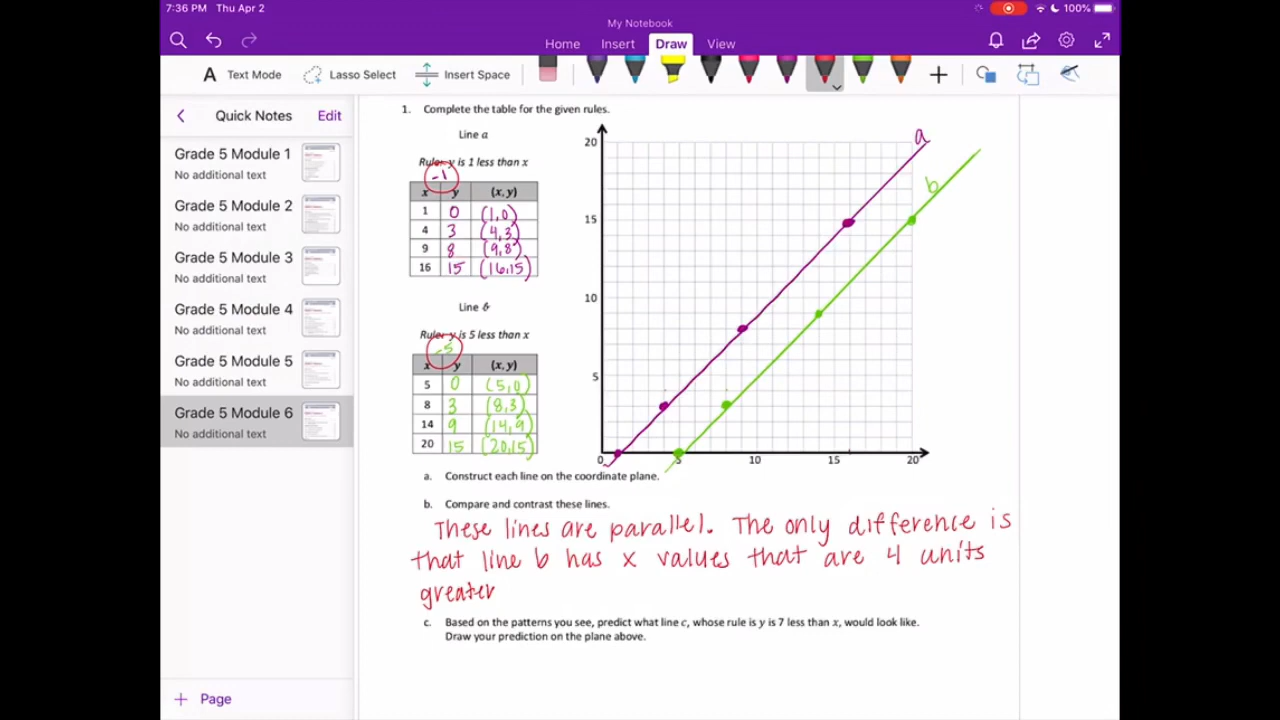 7:36 PM Thu Apr 2
100%
My Notebook
Home Insert Draw View
A Text Mode Lasso Select Insert Space
Quick Notes Edit
Grade 5 Module 1
No additional text
Grade 5 Module 2
No additional text
Grade 5 Module 3
No additional text
Grade 5 Module 4
No additional text
Grade 5 Module 5
No additional text
Grade 5 Module 6
No additional text
+ Page
1. Complete the table for the given rules.
Line a
Rule: y is 1 less than x
-1
x y (x, y)
1 0 (1,0)
4 3 (4,3)
9 8 (9,8)
16 15 (16,15)
Line b
Rule: y is 5 less than x
-5
x y (x, y)
5 0 (5,0)
8 3 (8,3)
14 9 (14,9)
20 15 (20,15)
a
b
20
15
10
5
0 5 10 15 20
a. Construct each line on the coordinate plane.
b. Compare and contrast these lines.
These lines are parallel. The only difference is
that line b has x values that are 4 units
greater
c. Based on the patterns you see, predict what line c, whose rule is y is 7 less than x, would look like.
Draw your prediction on the plane above.